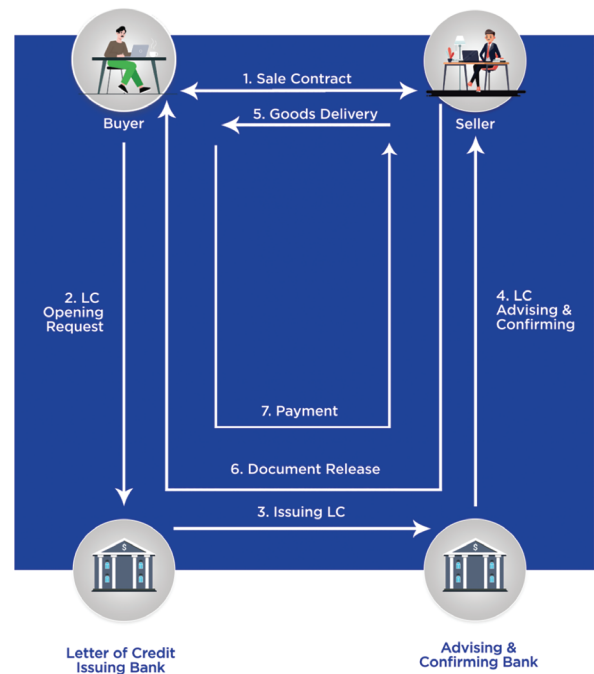 1. Sale Contract
5. Goods Delivery
Buyer
Seller
2. LC
Opening
Request
4. LC
Advising &
Confirming
7. Payment
6. Document Release
3. Issuing LC
$
$
Letter of Credit
Issuing Bank
Advising &
Confirming Bank